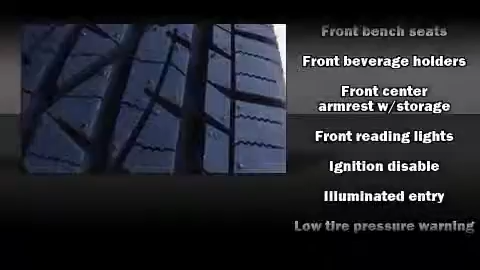 Front bench seats
Front beverage holders
Front center
armrest w/storage
Front reading lights
Ignition disable
Illuminated entry
Low tire pressure warning